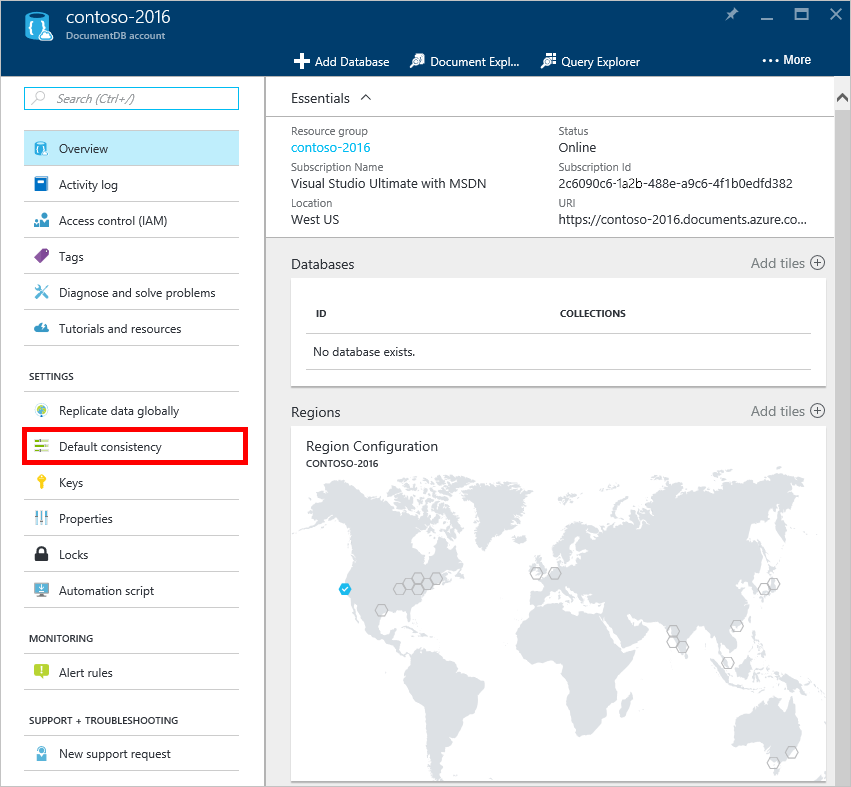 contoso-2016
DocumentDB account
Add Database
Document Expl...
Query Explorer
More
Search (Ctrl+/)
Overview
Activity log
Access control (IAM)
Tags
Diagnose and solve problems
Tutorials and resources
SETTINGS
Replicate data globally
Default consistency
Keys
Properties
Locks
Automation script
MONITORING
Alert rules
SUPPORT + TROUBLESHOOTING
New support request
Essentials
Resource group
contoso-2016
Subscription Name
Visual Studio Ultimate with MSDN
Location
West US
Status
Online
Subscription Id
2c6090c6-1a2b-488e-a9c6-4f1b0edfd382
URI
https://contoso-2016.documents.azure.co...
Databases
Add tiles
ID COLLECTIONS
No database exists.
Regions
Add tiles
Region Configuration
CONTOSO-2016